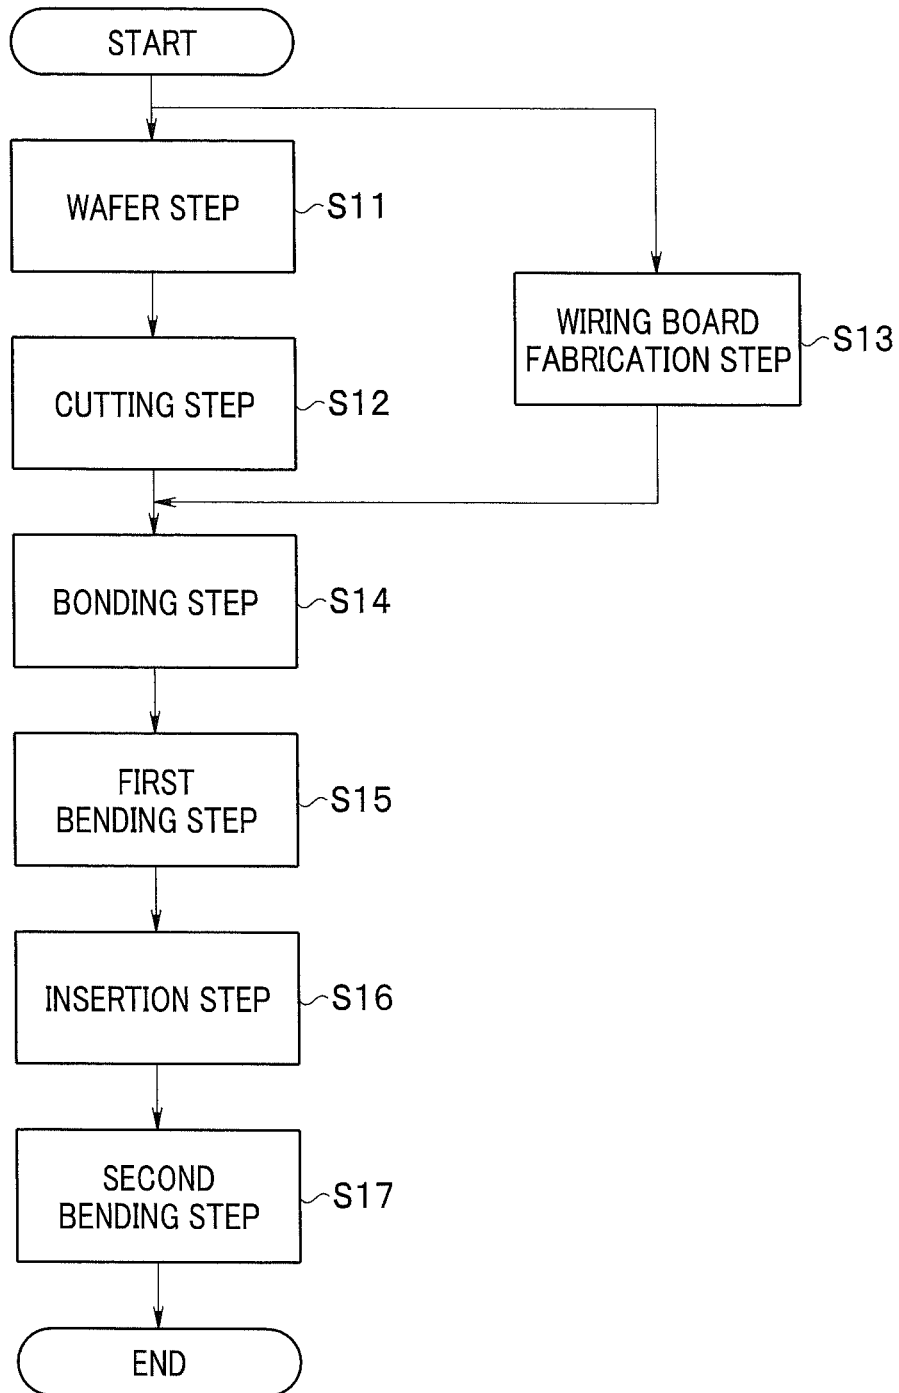 START
WAFER STEP
S11
WIRING BOARD
FABRICATION STEP
S13
CUTTING STEP
S12
BONDING STEP
S14
FIRST
BENDING STEP
S15
INSERTION STEP
S16
SECOND
BENDING STEP
S17
END